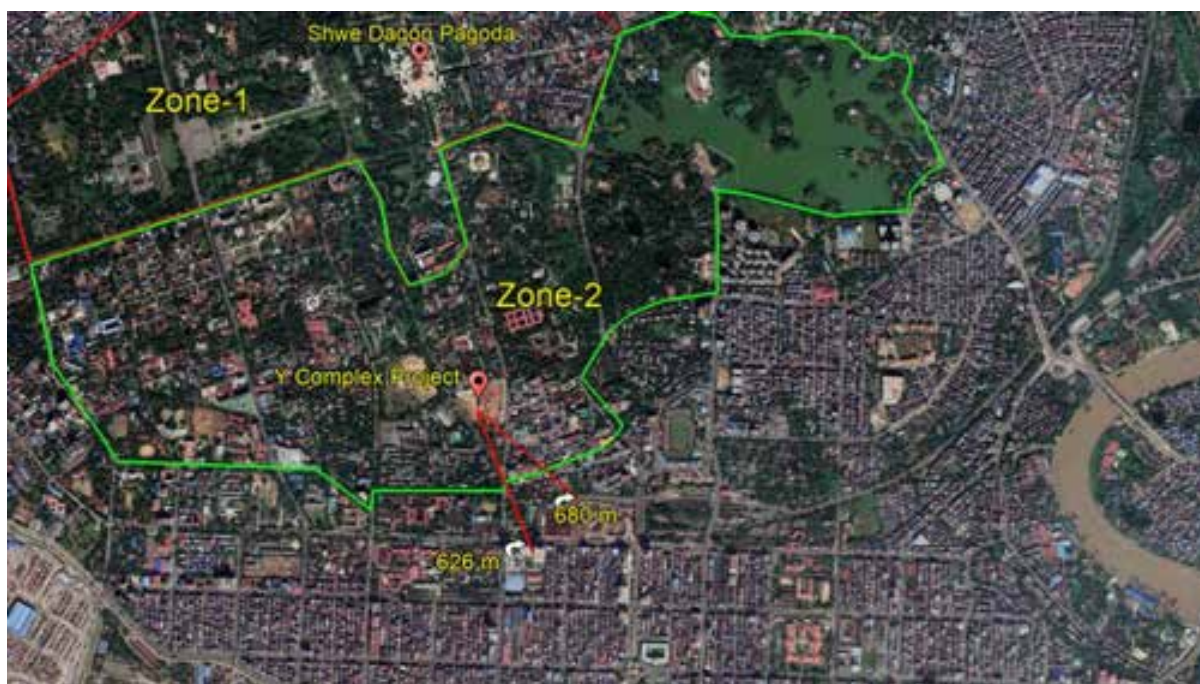 Shwe Dagon Pagoda
Zone-1
Zone-2
Y Complex Project
680 m
626 m